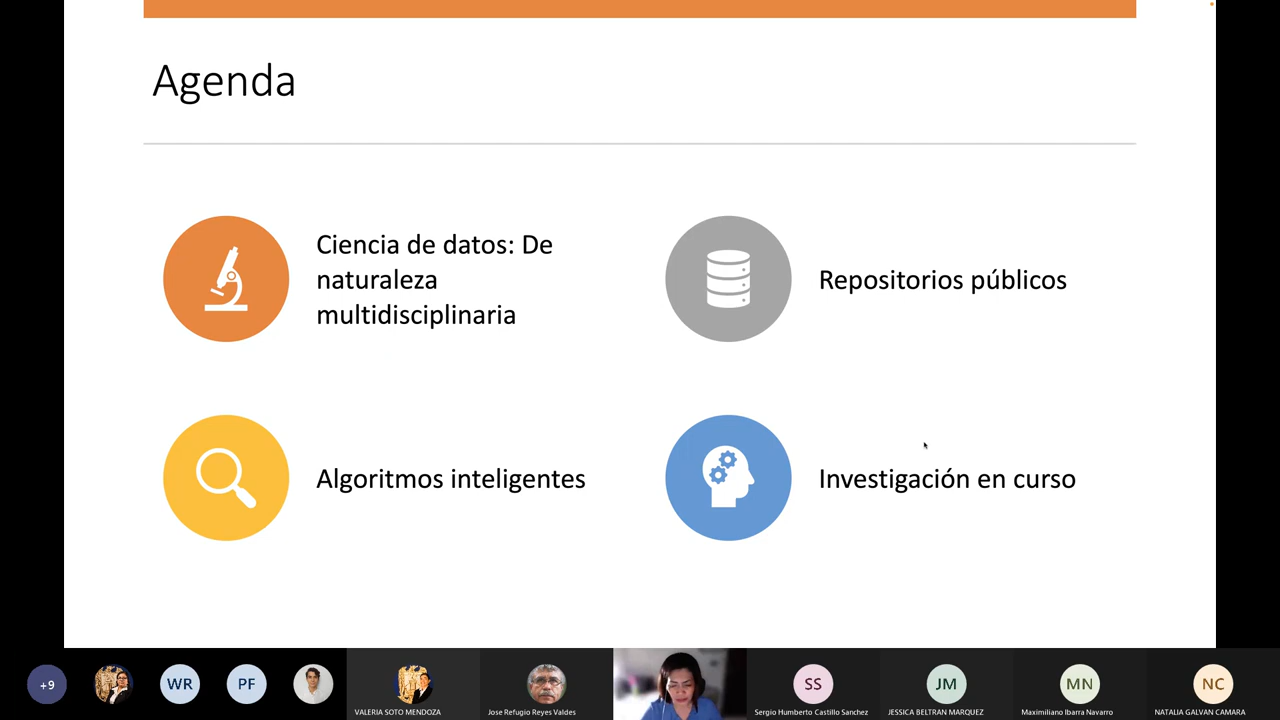 Agenda
Ciencia de datos: De
naturaleza
multidisciplinaria
Repositorios públicos
Algoritmos inteligentes
Investigación en curso
+9
WR
PF
VALERIA SOTO MENDOZA
Jose Refugio Reyes Valdes
SS
Sergio Humberto Castillo Sanchez
JM
JESSICA BELTRAN MARQUEZ
MN
Maximiliano Ibarra Navarro
NC
NATALIA GALVAN CAMARA